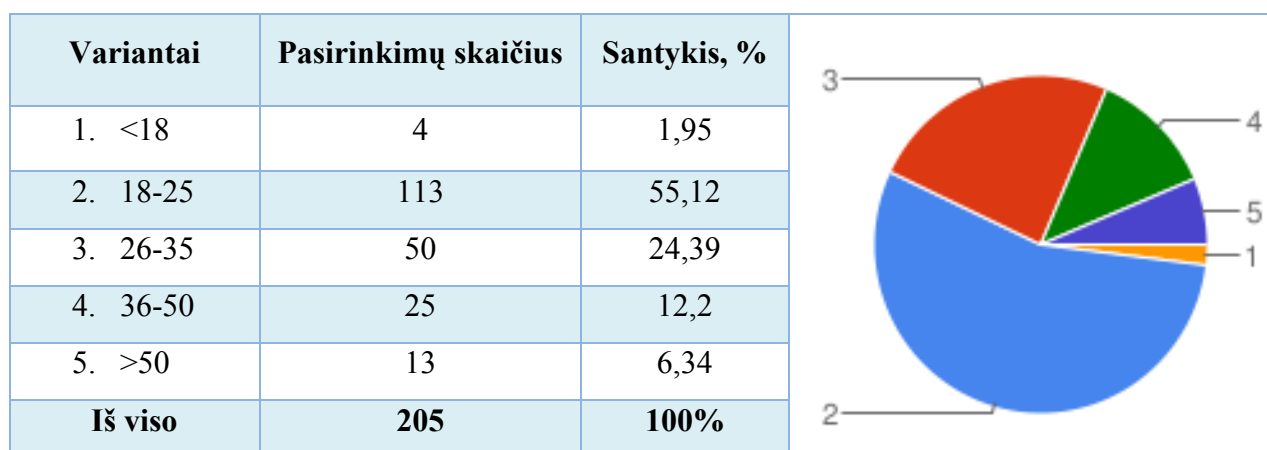 Variantai Pasirinkimų skaičius Santykis, %
1. <18 4 1,95
2. 18-25 113 55,12
3. 26-35 50 24,39
4. 36-50 25 12,2
5. >50 13 6,34
Iš viso 205 100%
3
4
5
1
2